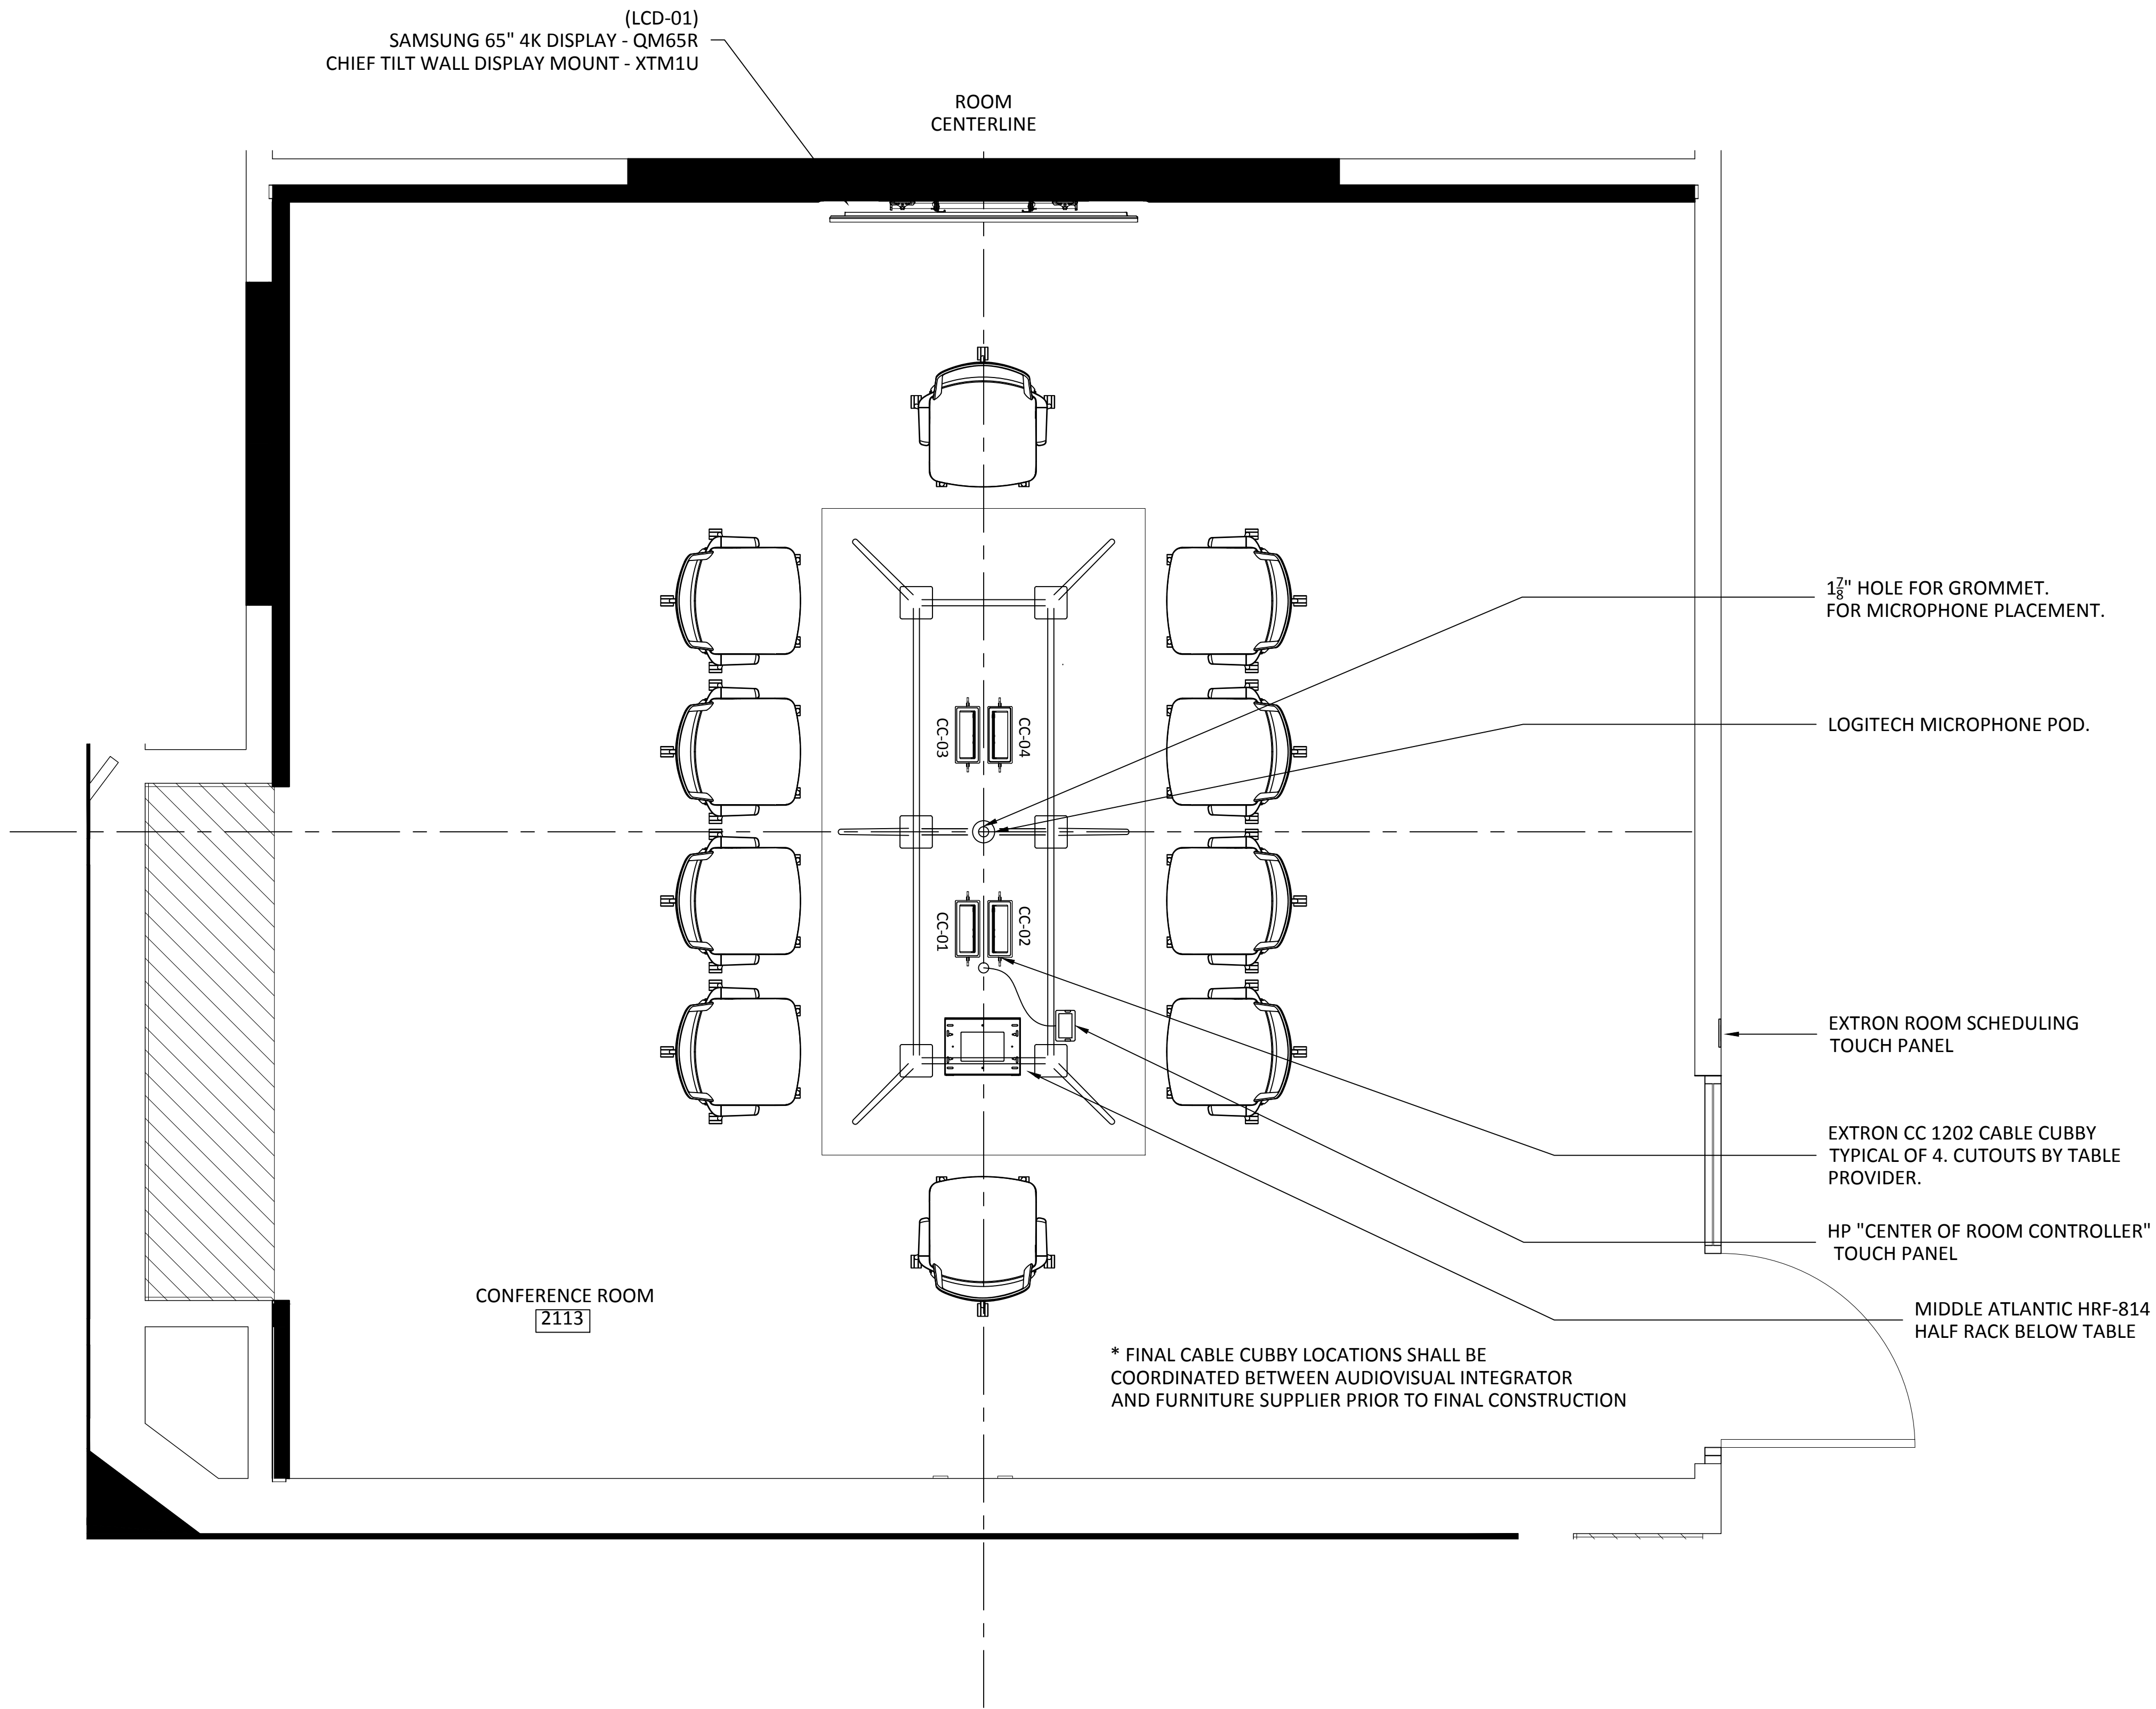 (LCD-01)
SAMSUNG 65" 4K DISPLAY - QM65R
CHIEF TILT WALL DISPLAY MOUNT - XTM1U
ROOM
CENTERLINE
1⅞" HOLE FOR GROMMET.
FOR MICROPHONE PLACEMENT.
CC-03
CC-04
LOGITECH MICROPHONE POD.
CC-01
CC-02
EXTRON ROOM SCHEDULING
TOUCH PANEL
EXTRON CC 1202 CABLE CUBBY
TYPICAL OF 4. CUTOUTS BY TABLE
PROVIDER.
HP "CENTER OF ROOM CONTROLLER"
TOUCH PANEL
MIDDLE ATLANTIC HRF-814
HALF RACK BELOW TABLE
CONFERENCE ROOM
2113
* FINAL CABLE CUBBY LOCATIONS SHALL BE
COORDINATED BETWEEN AUDIOVISUAL INTEGRATOR
AND FURNITURE SUPPLIER PRIOR TO FINAL CONSTRUCTION